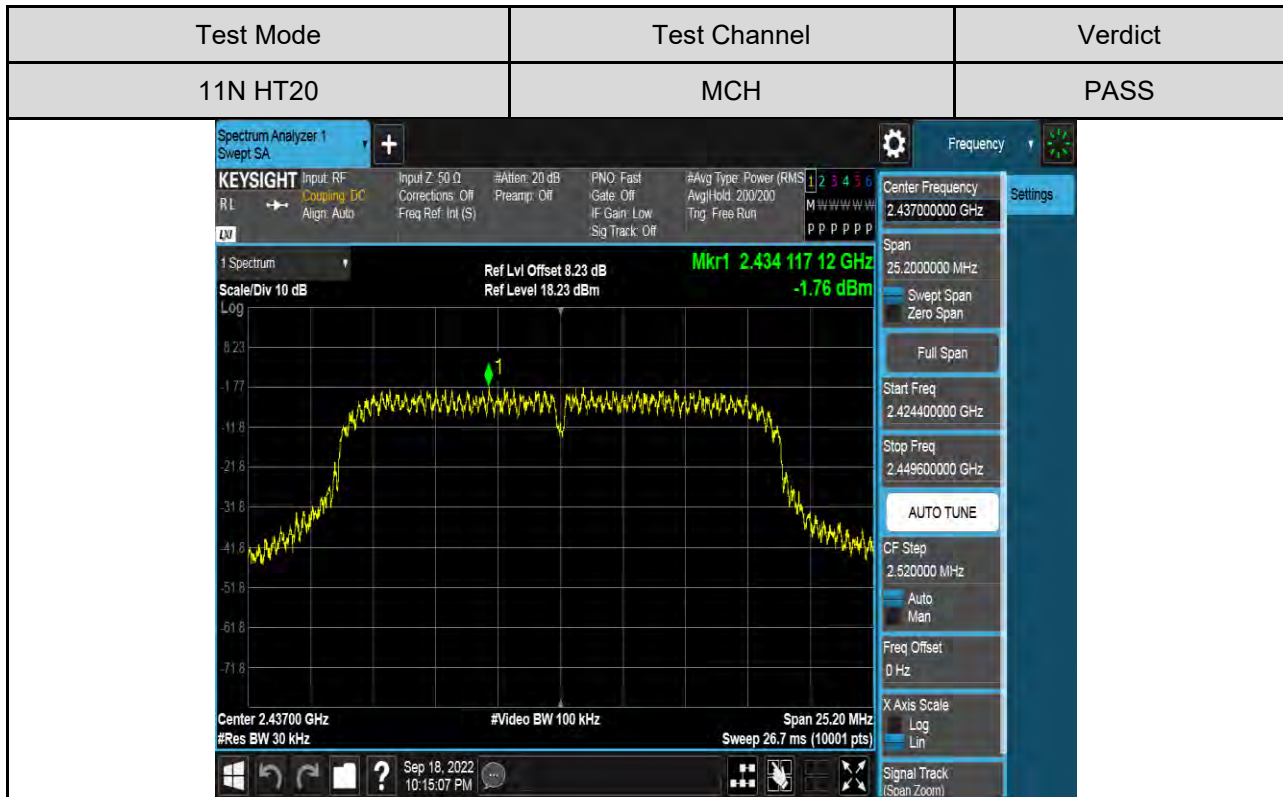 Test Mode Test Channel Verdict
11N HT20 MCH PASS
Spectrum Analyzer 1
Swept SA
+
Frequency
KEYSIGHT
RL
LXI
Input: RF
Coupling: DC
Align: Auto
Input Z: 50 Ω
Corrections: Off
Freq Ref: Int (S)
#Atten: 20 dB
Preamp: Off
PNO: Fast
Gate: Off
IF Gain: Low
Sig Track: Off
#Avg Type: Power (RMS
Avg|Hold: 200/200
Trig: Free Run
1 2 3 4 5 6
M W W W W W
P P P P P P
1 Spectrum
Scale/Div 10 dB
Ref Lvl Offset 8.23 dB
Ref Level 18.23 dBm
Mkr1 2.434 117 12 GHz
-1.76 dBm
Log
8.23
-1.77
-11.8
-21.8
-31.8
-41.8
-51.8
-61.8
-71.8
1
Center 2.43700 GHz
#Res BW 30 kHz
#Video BW 100 kHz
Span 25.20 MHz
Sweep 26.7 ms (10001 pts)
Center Frequency
2.437000000 GHz
Settings
Span
25.2000000 MHz
Swept Span
Zero Span
Full Span
Start Freq
2.424400000 GHz
Stop Freq
2.449600000 GHz
AUTO TUNE
CF Step
2.520000 MHz
Auto
Man
Freq Offset
0 Hz
X Axis Scale
Log
Lin
Signal Track
(Span Zoom)
?
Sep 18, 2022
10:15:07 PM